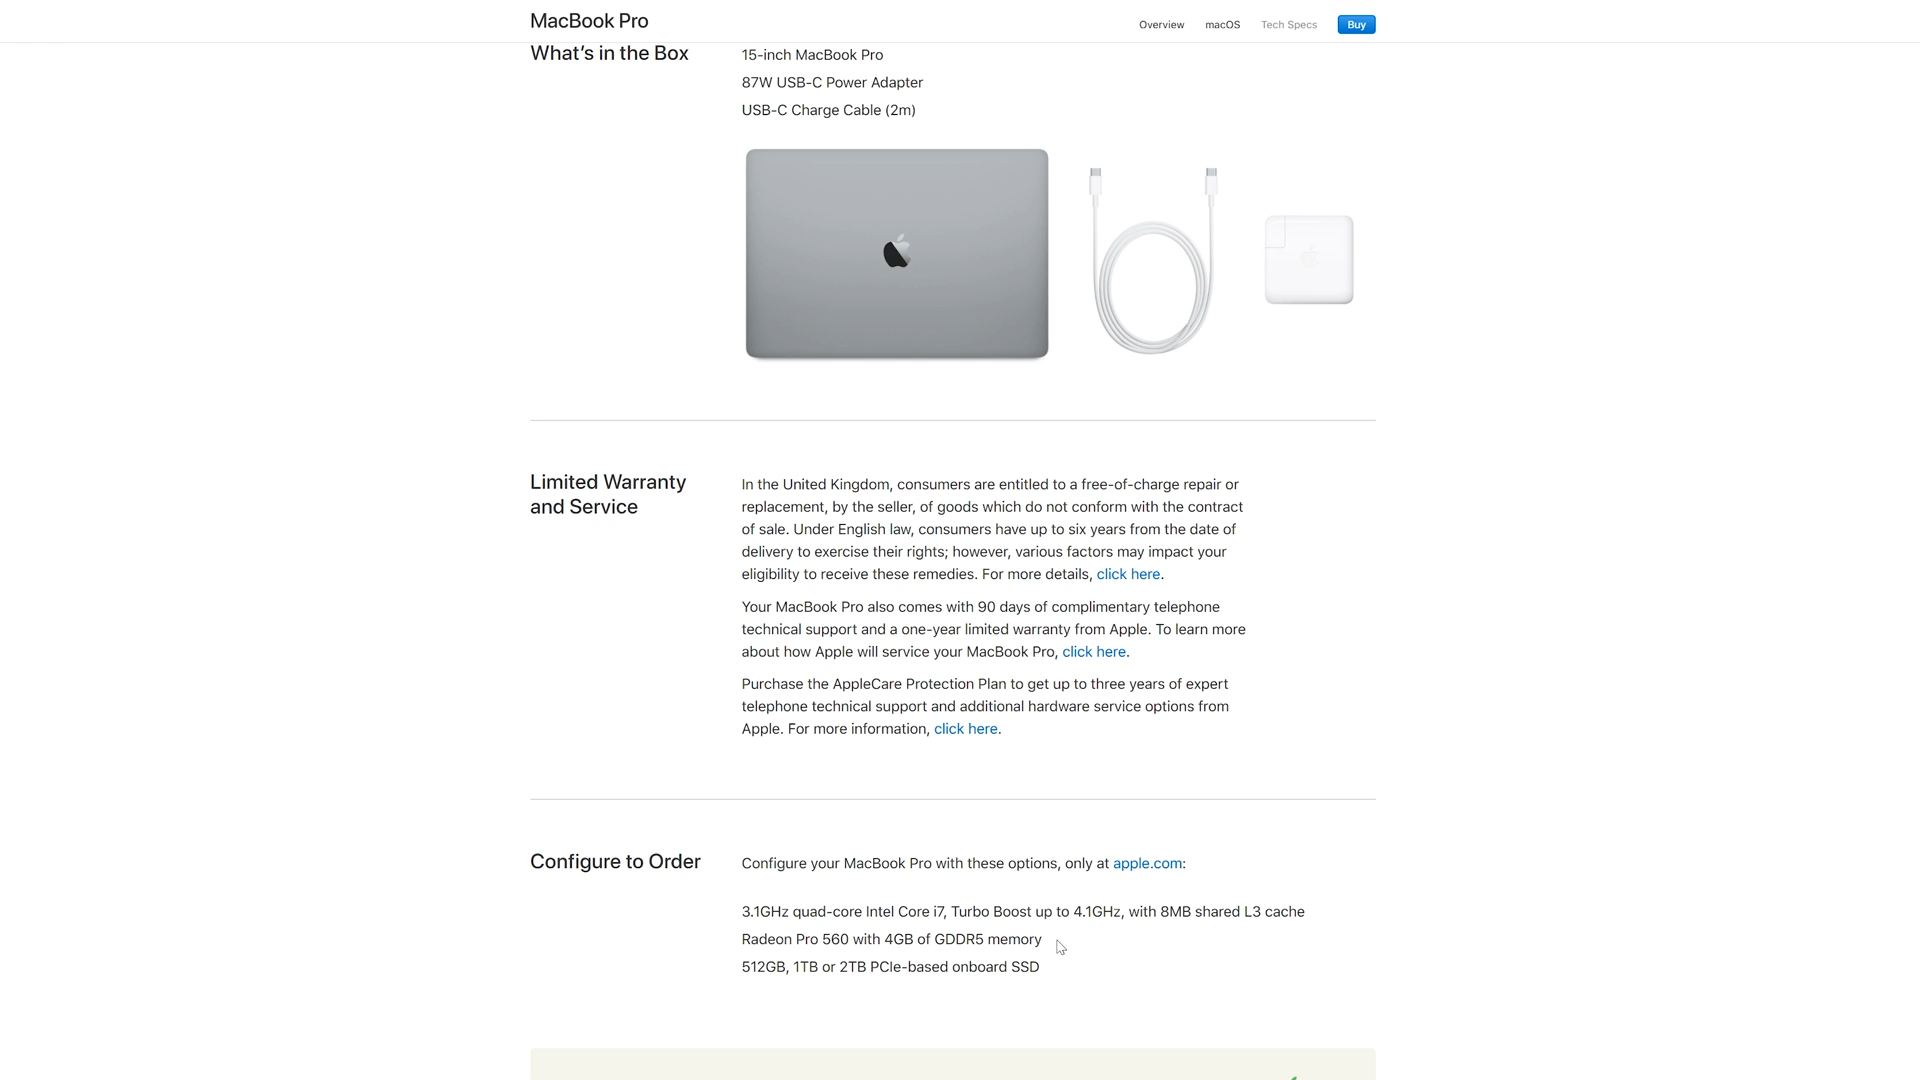 MacBook Pro
Overview
macOS
Tech Specs
Buy
What’s in the Box
15-inch MacBook Pro
87W USB-C Power Adapter
USB-C Charge Cable (2m)
Limited Warranty
and Service
In the United Kingdom, consumers are entitled to a free-of-charge repair or
replacement, by the seller, of goods which do not conform with the contract
of sale. Under English law, consumers have up to six years from the date of
delivery to exercise their rights; however, various factors may impact your
eligibility to receive these remedies. For more details, click here.
Your MacBook Pro also comes with 90 days of complimentary telephone
technical support and a one-year limited warranty from Apple. To learn more
about how Apple will service your MacBook Pro, click here.
Purchase the AppleCare Protection Plan to get up to three years of expert
telephone technical support and additional hardware service options from
Apple. For more information, click here.
Configure to Order
Configure your MacBook Pro with these options, only at apple.com:
3.1GHz quad-core Intel Core i7, Turbo Boost up to 4.1GHz, with 8MB shared L3 cache
Radeon Pro 560 with 4GB of GDDR5 memory
512GB, 1TB or 2TB PCIe-based onboard SSD